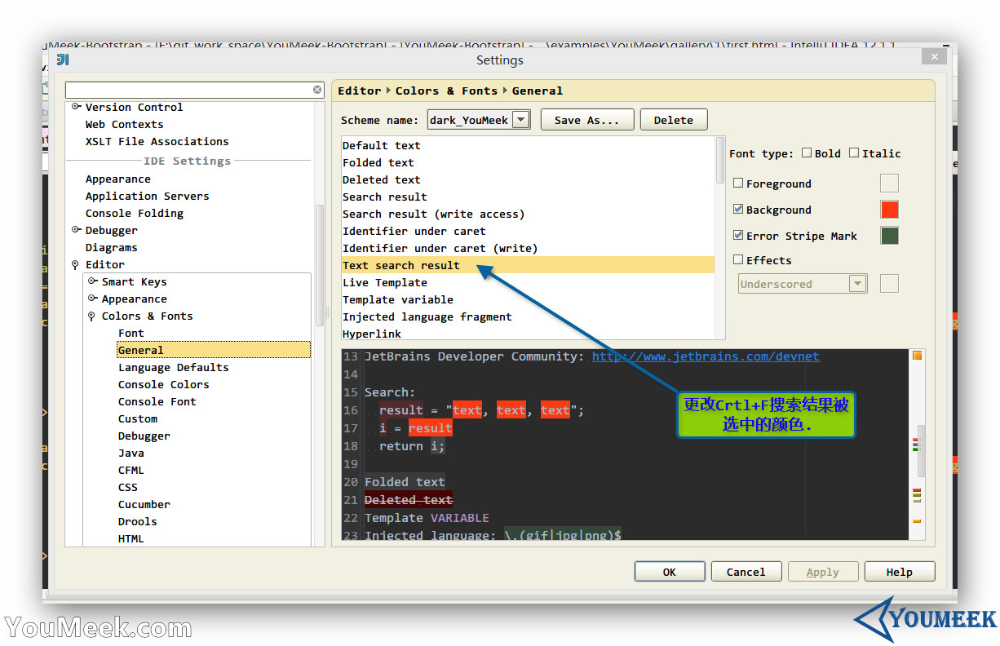 YouMeek-Bootstrap - [F:\git_work_space\YouMeek-Bootstrap] - [YouMeek-Bootstrap] - ...\examples\YouMeek\gallery\1\first.html - IntelliJ IDEA 12.1.1
Settings
Version Control
Web Contexts
XSLT File Associations
IDE Settings
Appearance
Application Servers
Console Folding
Debugger
Diagrams
Editor
Smart Keys
Appearance
Colors & Fonts
Font
General
Language Defaults
Console Colors
Console Font
Custom
Debugger
Java
CFML
CSS
Cucumber
Drools
HTML
Editor Colors & Fonts General
Scheme name: dark_YouMeek Save As... Delete
Default text
Folded text
Deleted text
Search result
Search result (write access)
Identifier under caret
Identifier under caret (write)
Text search result
Live Template
Template variable
Injected language fragment
Hyperlink
Font type: Bold Italic
Foreground
Background
Error Stripe Mark
Effects
Underscored
13 JetBrains Developer Community: http://www.jetbrains.com/devnet
14
15 Search:
16 result = "text, text, text";
17 i = result
18 return i;
19
20 Folded text
21 Deleted text
22 Template VARIABLE
23 Injected language: \.(gif|jpg|png)$
更改Crtl+F搜索结果被
选中的颜色.
OK Cancel Apply Help
YouMeek.com
YOUMEEK